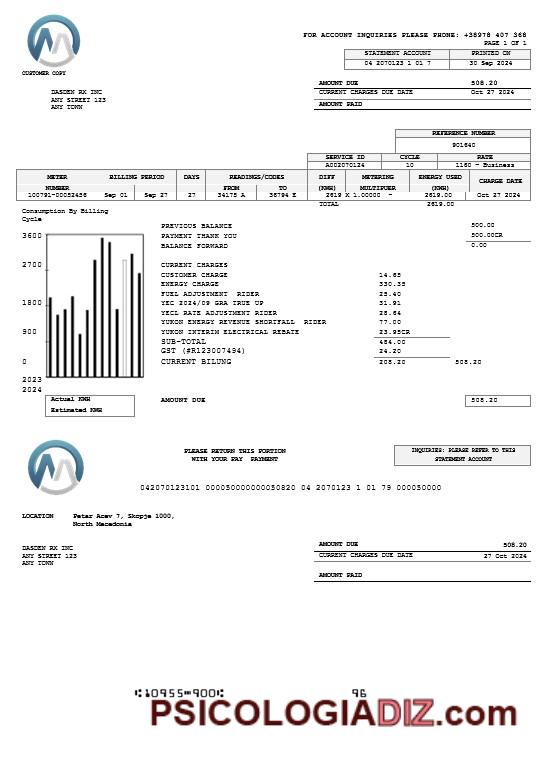 FOR ACCOUNT INQUIRIES PLEASE PHONE: +38978 407 368
PAGE 1 OF 1
STATEMENT ACCOUNT PRINTED ON
04 2070123 1 01 7 30 Sep 2024
CUSTOMER COPY
DASDEN RX INC
ANY STREET 123
ANY TOWN
AMOUNT DUE 508.20
CURRENT CHARGES DUE DATE Oct 27 2024
AMOUNT PAID
REFERENCE NUMBER
901640
SERVICE ID CYCLE RATE
A002070124 10 1160 - Business
METER NUMBER BILLING PERIOD DAYS READINGS/CODES FROM TO DIFF (KWH) METERING MULTIPLIER ENERGY USED (KWH) CHARGE DATE
100791-00052456 Sep 01 Sep 27 27 34175 A 36794 E 2619 X 1.00000 - 2619.00 Oct 27 2024
TOTAL 2619.00
Consumption By Billing
Cycle
3600
2700
1800
900
0
2023
2024
Actual KWH
Estimated KWH
PREVIOUS BALANCE 500.00
PAYMENT THANK YOU 500.00CR
BALANCE FORWARD 0.00
CURRENT CHARGES
CUSTOMER CHARGE 14.65
ENERGY CHARGE 330.35
FUEL ADJUSTMENT RIDER 25.40
YEC 2024/09 GRA TRUE UP 31.91
YECL RATE ADJUSTMENT RIDER 28.64
YUKON ENERGY REVENUE SHORTFALL RIDER 77.00
YUKON INTERIM ELECTRICAL REBATE 23.95CR
SUB-TOTAL 484.00
GST (#R123007494) 24.20
CURRENT BILLING 208.20 508.20
AMOUNT DUE 508.20
PLEASE RETURN THIS PORTION
WITH YOUR PAY PAYMENT
INQUIRIES: PLEASE REFER TO THIS
STATEMENT ACCOUNT
042070123101 000050000000050820 04 2070123 1 01 79 000050000
LOCATION Petar Acev 7, Skopje 1000,
North Macedonia
DASDEN RX INC
ANY STREET 123
ANY TOWN
AMOUNT DUE 508.20
CURRENT CHARGES DUE DATE 27 Oct 2024
AMOUNT PAID
⑆10955⑉900⑆ 96
PSICOLOGIADIZ.com